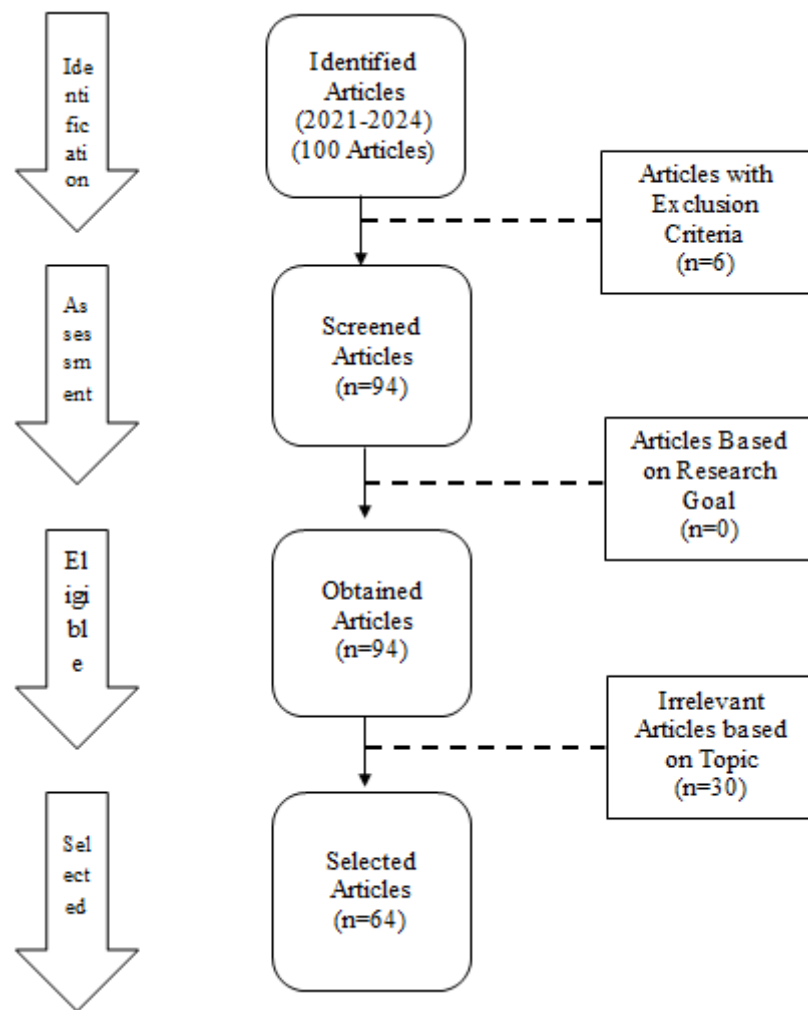 Ide
nti
fic
ati
on
Identified
Articles
(2021-2024)
(100 Articles)
Articles with
Exclusion
Criteria
(n=6)
As
ses
sm
ent
Screened
Articles
(n=94)
Articles Based
on Research
Goal
(n=0)
El
igi
bl
e
Obtained
Articles
(n=94)
Irrelevant
Articles based
on Topic
(n=30)
Sel
ect
ed
Selected
Articles
(n=64)